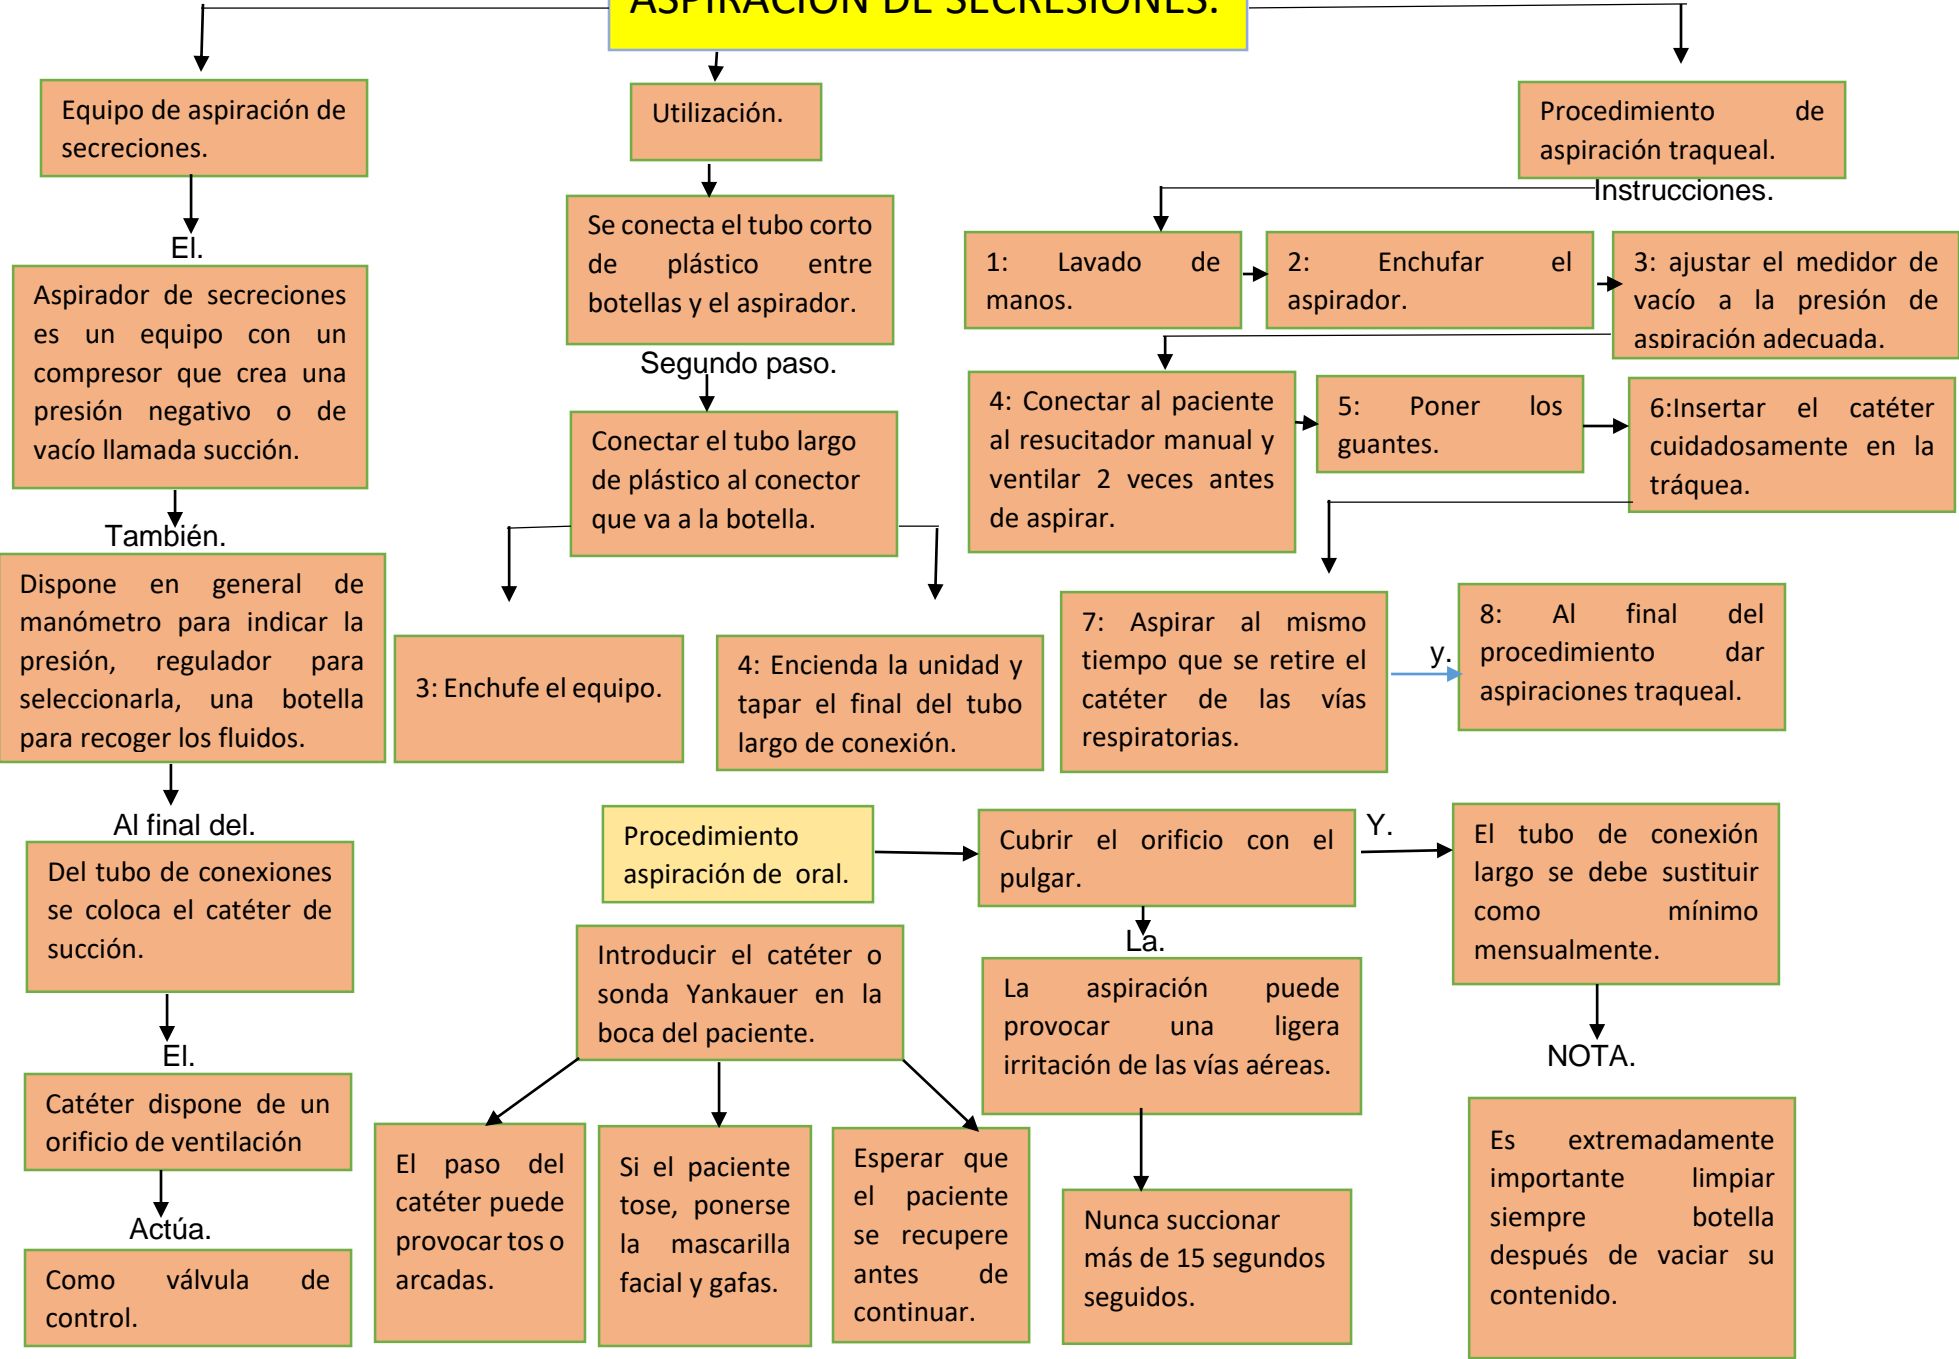 ASPIRACIÓN DE SECRESIONES.
Equipo de aspiración de
secreciones.
El.
Aspirador de secreciones
es un equipo con un
compresor que crea una
presión negativo o de
vacío llamada succión.
También.
Dispone en general de
manómetro para indicar la
presión, regulador para
seleccionarla, una botella
para recoger los fluidos.
Al final del.
Del tubo de conexiones
se coloca el catéter de
succión.
El.
Catéter dispone de un
orificio de ventilación
Actúa.
Como válvula de
control.
Utilización.
Se conecta el tubo corto
de plástico entre
botellas y el aspirador.
Segundo paso.
Conectar el tubo largo
de plástico al conector
que va a la botella.
3: Enchufe el equipo.
4: Encienda la unidad y
tapar el final del tubo
largo de conexión.
Procedimiento de
aspiración traqueal.
Instrucciones.
1: Lavado de
manos.
2: Enchufar el
aspirador.
3: ajustar el medidor de
vacío a la presión de
aspiración adecuada.
4: Conectar al paciente
al resucitador manual y
ventilar 2 veces antes
de aspirar.
5: Poner los
guantes.
6:Insertar el catéter
cuidadosamente en la
tráquea.
7: Aspirar al mismo
tiempo que se retire el
catéter de las vías
respiratorias.
y.
8: Al final del
procedimiento dar
aspiraciones traqueal.
Procedimiento
aspiración de oral.
Cubrir el orificio con el
pulgar.
Y.
El tubo de conexión
largo se debe sustituir
como mínimo
mensualmente.
La.
La aspiración puede
provocar una ligera
irritación de las vías aéreas.
Nunca succionar
más de 15 segundos
seguidos.
NOTA.
Es extremadamente
importante limpiar
siempre botella
después de vaciar su
contenido.
Introducir el catéter o
sonda Yankauer en la
boca del paciente.
El paso del
catéter puede
provocar tos o
arcadas.
Si el paciente
tose, ponerse
la mascarilla
facial y gafas.
Esperar que
el paciente
se recupere
antes de
continuar.